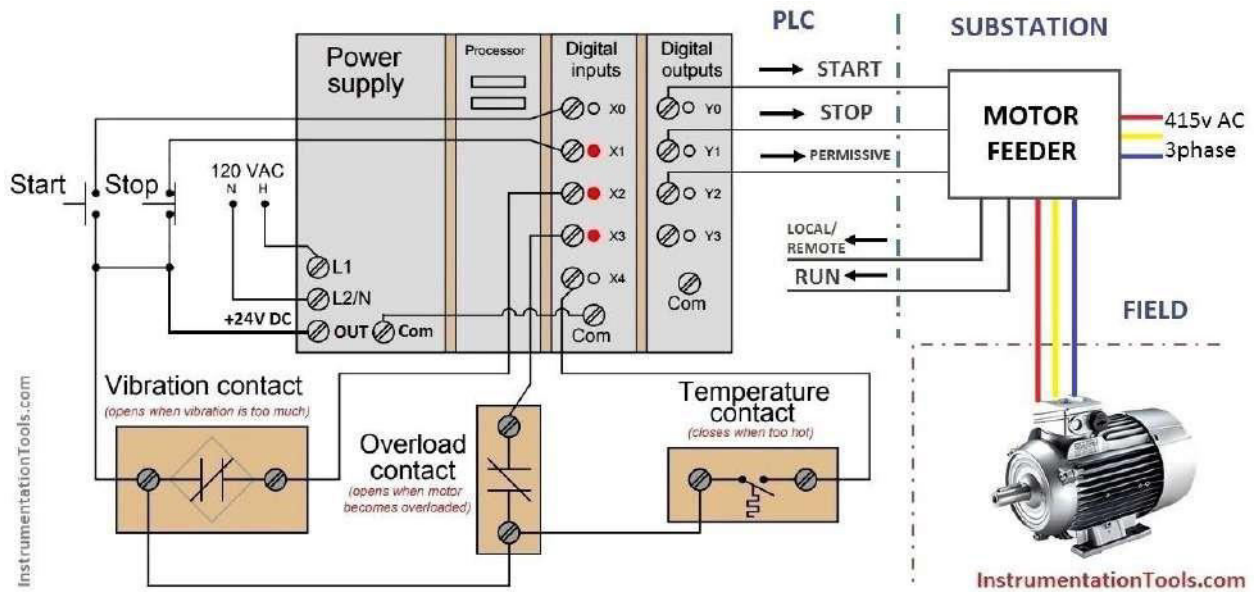 PLC
SUBSTATION
Power
supply
Processor
Digital
inputs
Digital
outputs
START
STOP
PERMISSIVE
X0
X1
X2
X3
X4
Com
Y0
Y1
Y2
Y3
Com
MOTOR
FEEDER
415v AC
3phase
LOCAL/
REMOTE
RUN
FIELD
Start
Stop
120 VAC
N H
L1
L2/N
+24V DC
OUT
Com
Vibration contact
(opens when vibration is too much)
Overload
contact
(opens when motor
becomes overloaded)
Temperature
contact
(closes when too hot)
InstrumentationTools.com
InstrumentationTools.com